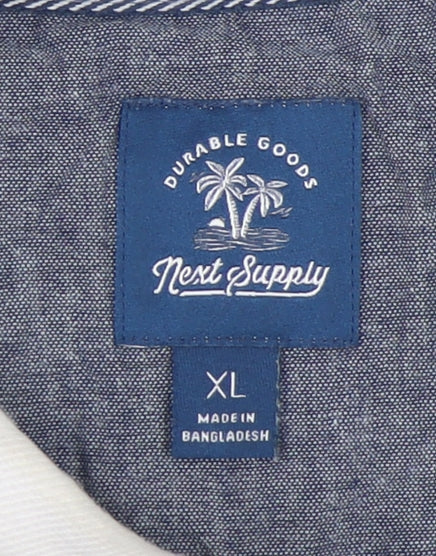 DURABLE GOODS
Next Supply
XL
MADE IN
BANGLADESH